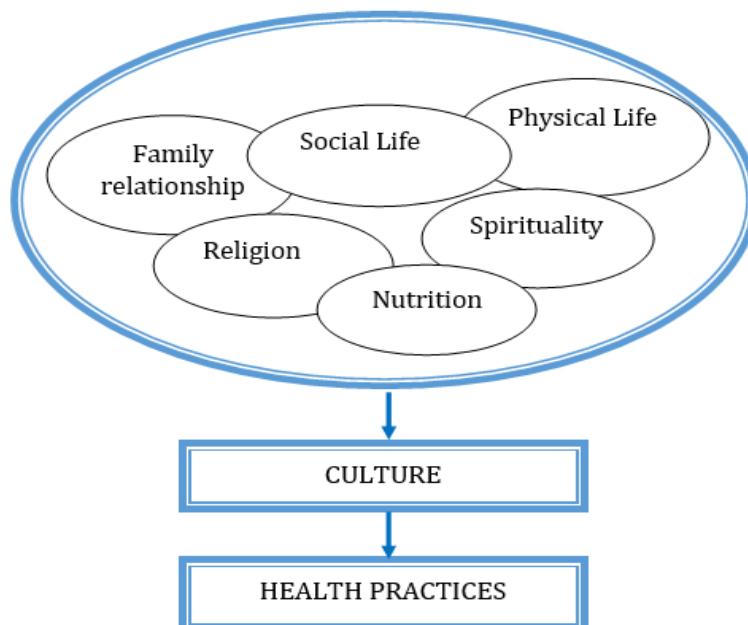 Physical Life
Social Life
Family
relationship
Spirituality
Religion
Nutrition
CULTURE
HEALTH PRACTICES